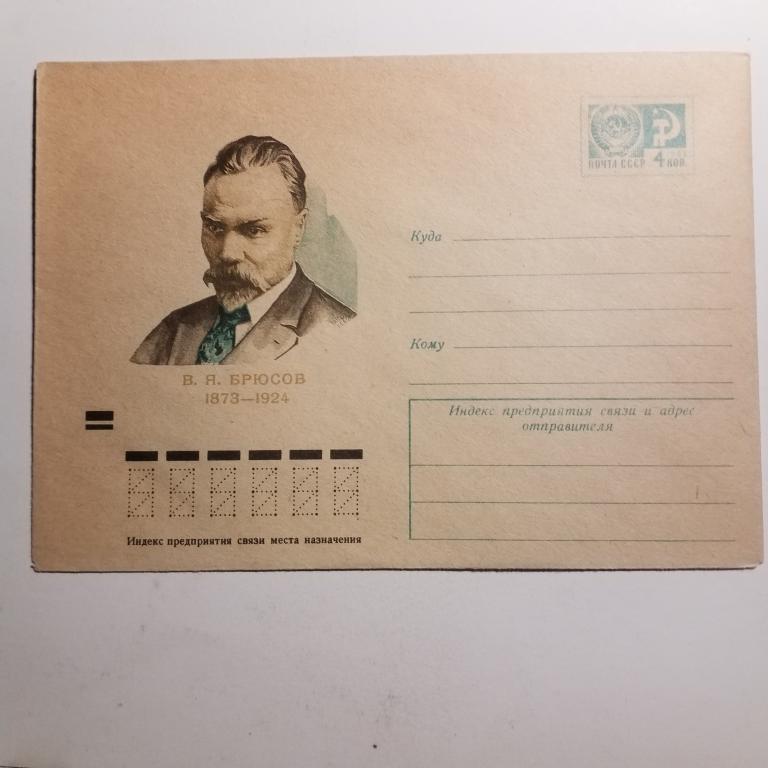 ПОЧТА СССР 4 КОП.
Куда
Кому
В. Я. БРЮСОВ
1873—1924
Индекс предприятия связи и адрес
отправителя
Индекс предприятия связи места назначения